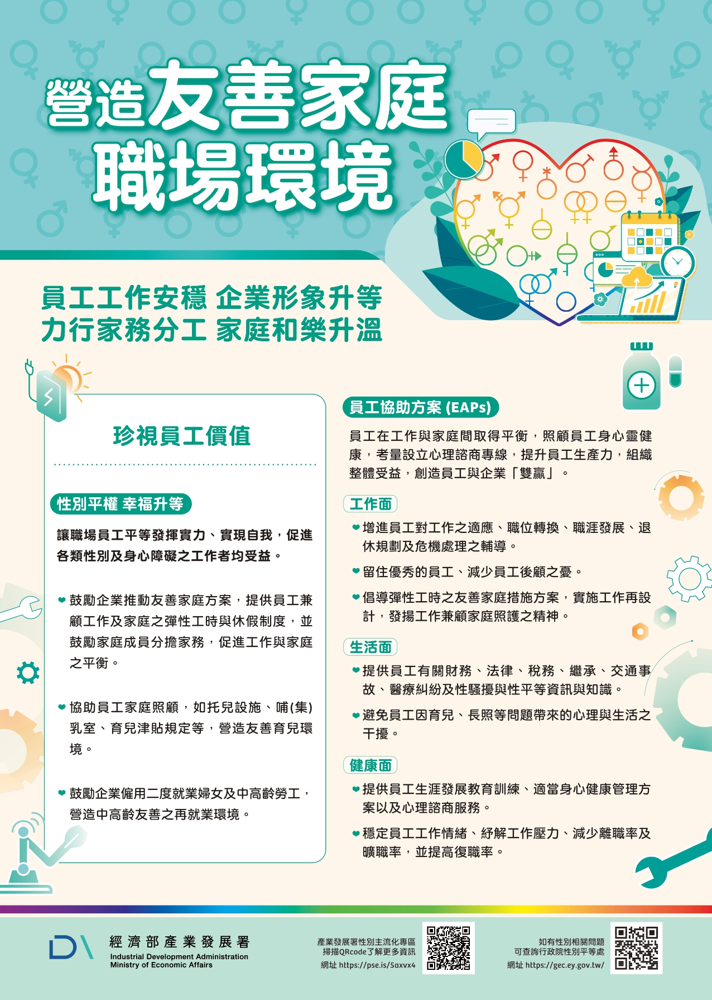 營造友善家庭
職場環境
員工工作安穩 企業形象升等
力行家務分工 家庭和樂升溫
珍視員工價值
性別平權 幸福升等
讓職場員工平等發揮實力、實現自我，促進
各類性別及身心障礙之工作者均受益。
鼓勵企業推動友善家庭方案，提供員工兼
顧工作及家庭之彈性工時與休假制度，並
鼓勵家庭成員分擔家務，促進工作與家庭
之平衡。
協助員工家庭照顧，如托兒設施、哺(集)
乳室、育兒津貼規定等，營造友善育兒環
境。
鼓勵企業僱用二度就業婦女及中高齡勞工，
營造中高齡友善之再就業環境。
員工協助方案 (EAPs)
員工在工作與家庭間取得平衡，照顧員工身心靈健
康，考量設立心理諮商專線，提升員工生產力，組織
整體受益，創造員工與企業「雙贏」。
工作面
增進員工對工作之適應、職位轉換、職涯發展、退
休規劃及危機處理之輔導。
留住優秀的員工、減少員工後顧之憂。
倡導彈性工時之友善家庭措施方案，實施工作再設
計，發揚工作兼顧家庭照護之精神。
生活面
提供員工有關財務、法律、稅務、繼承、交通事
故、醫療糾紛及性騷擾與性平等資訊與知識。
避免員工因育兒、長照等問題帶來的心理與生活之
干擾。
健康面
提供員工生涯發展教育訓練、適當身心健康管理方
案以及心理諮商服務。
穩定員工工作情緒、紓解工作壓力、減少離職率及
曠職率，並提高復職率。
經濟部產業發展署
Industrial Development Administration
Ministry of Economic Affairs
產業發展署性別主流化專區
掃描QRcode了解更多資訊
網址 https://pse.is/5axvx4
如有性別相關問題
可查詢行政院性別平等處
網址 https://gec.ey.gov.tw/